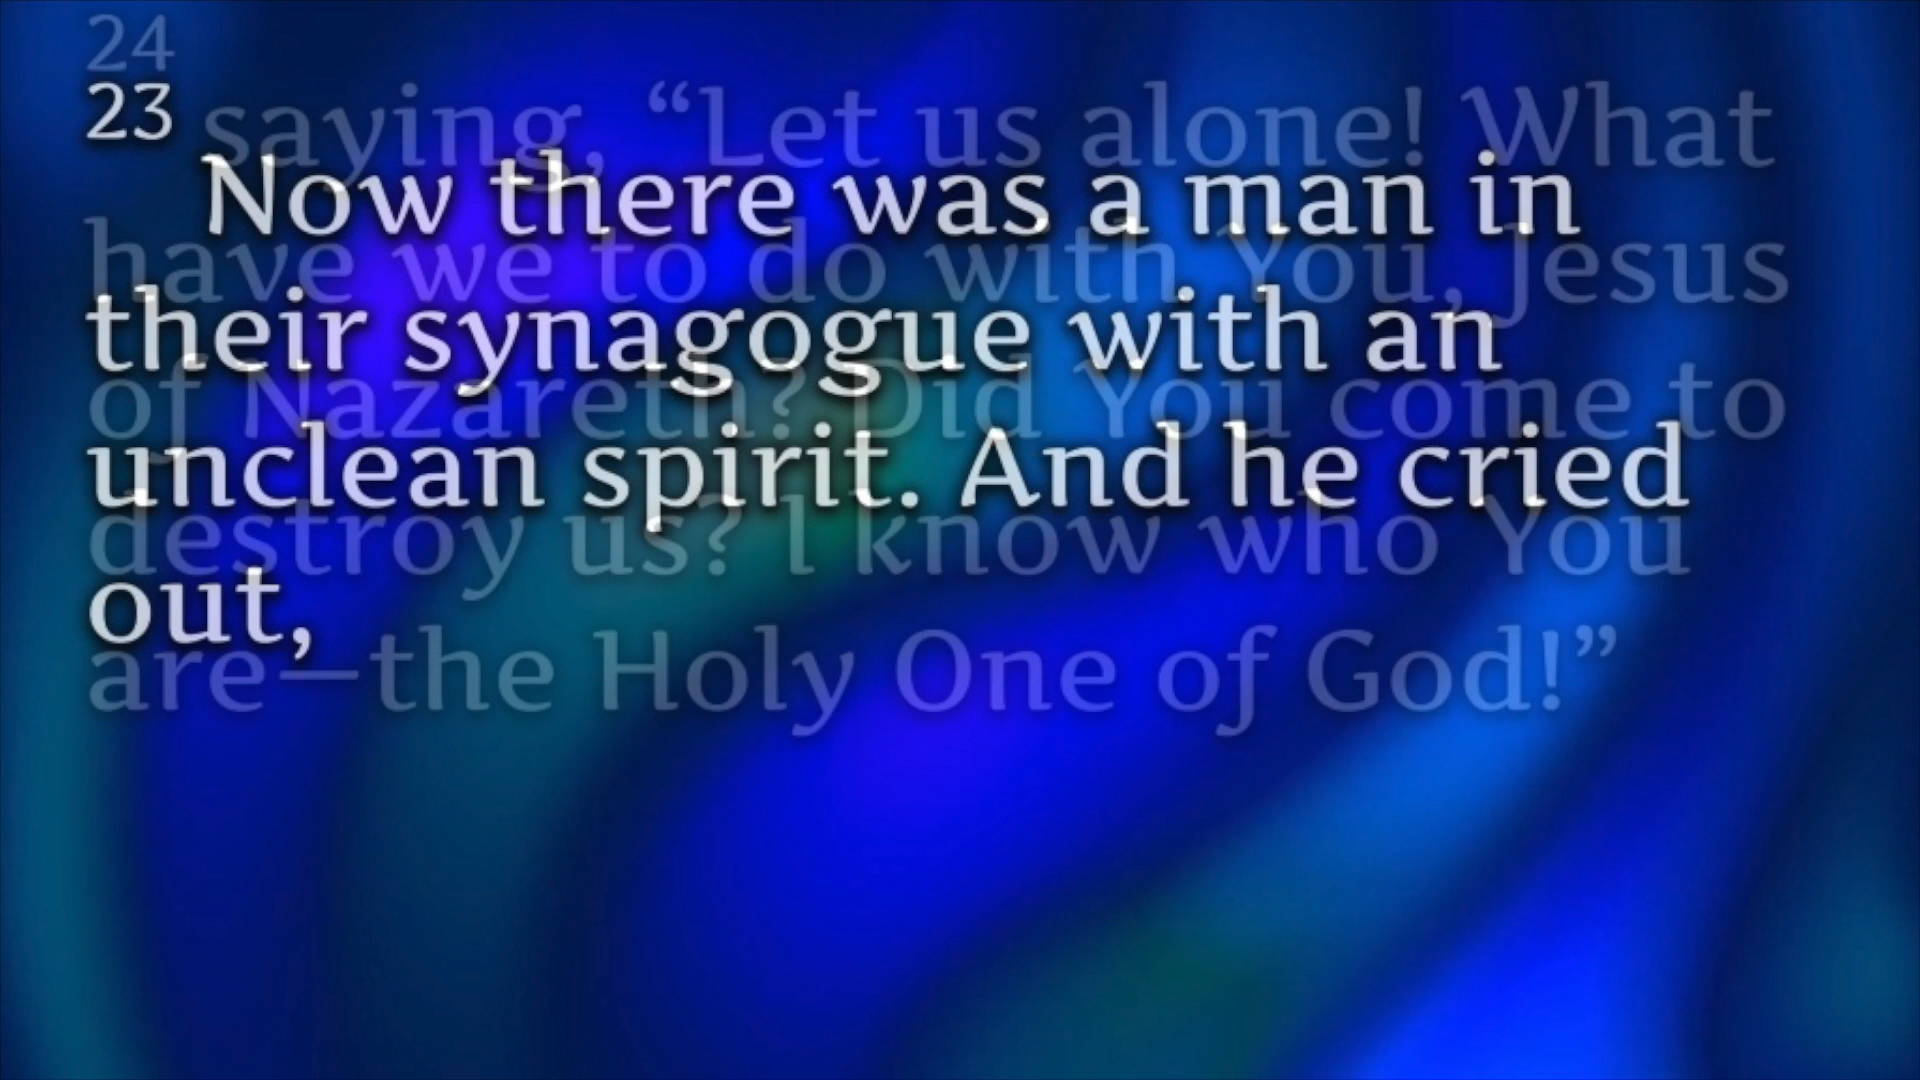 23
Now there was a man in
their synagogue with an
unclean spirit. And he cried
out,
24
saying, “Let us alone! What
have we to do with You, Jesus
of Nazareth? Did You come to
destroy us? I know who You
are—the Holy One of God!”